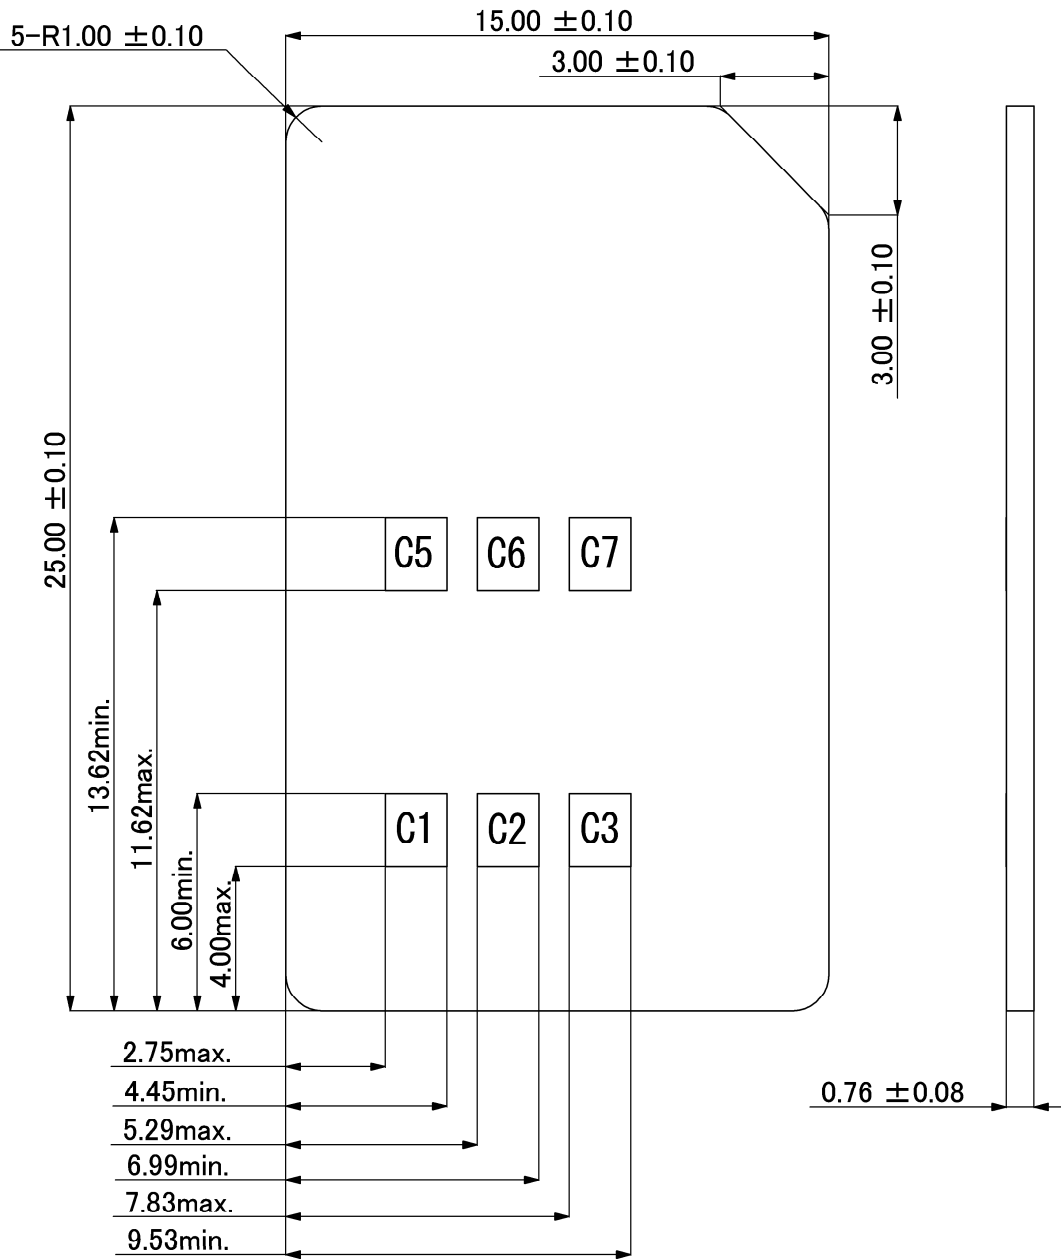 15.00 ±0.10
5-R1.00 ±0.10
3.00 ±0.10
3.00 ±0.10
25.00 ±0.10
C5 C6 C7
13.62min.
11.62max.
C1 C2 C3
6.00min.
4.00max.
2.75max.
4.45min.
5.29max.
6.99min.
7.83max.
9.53min.
0.76 ±0.08